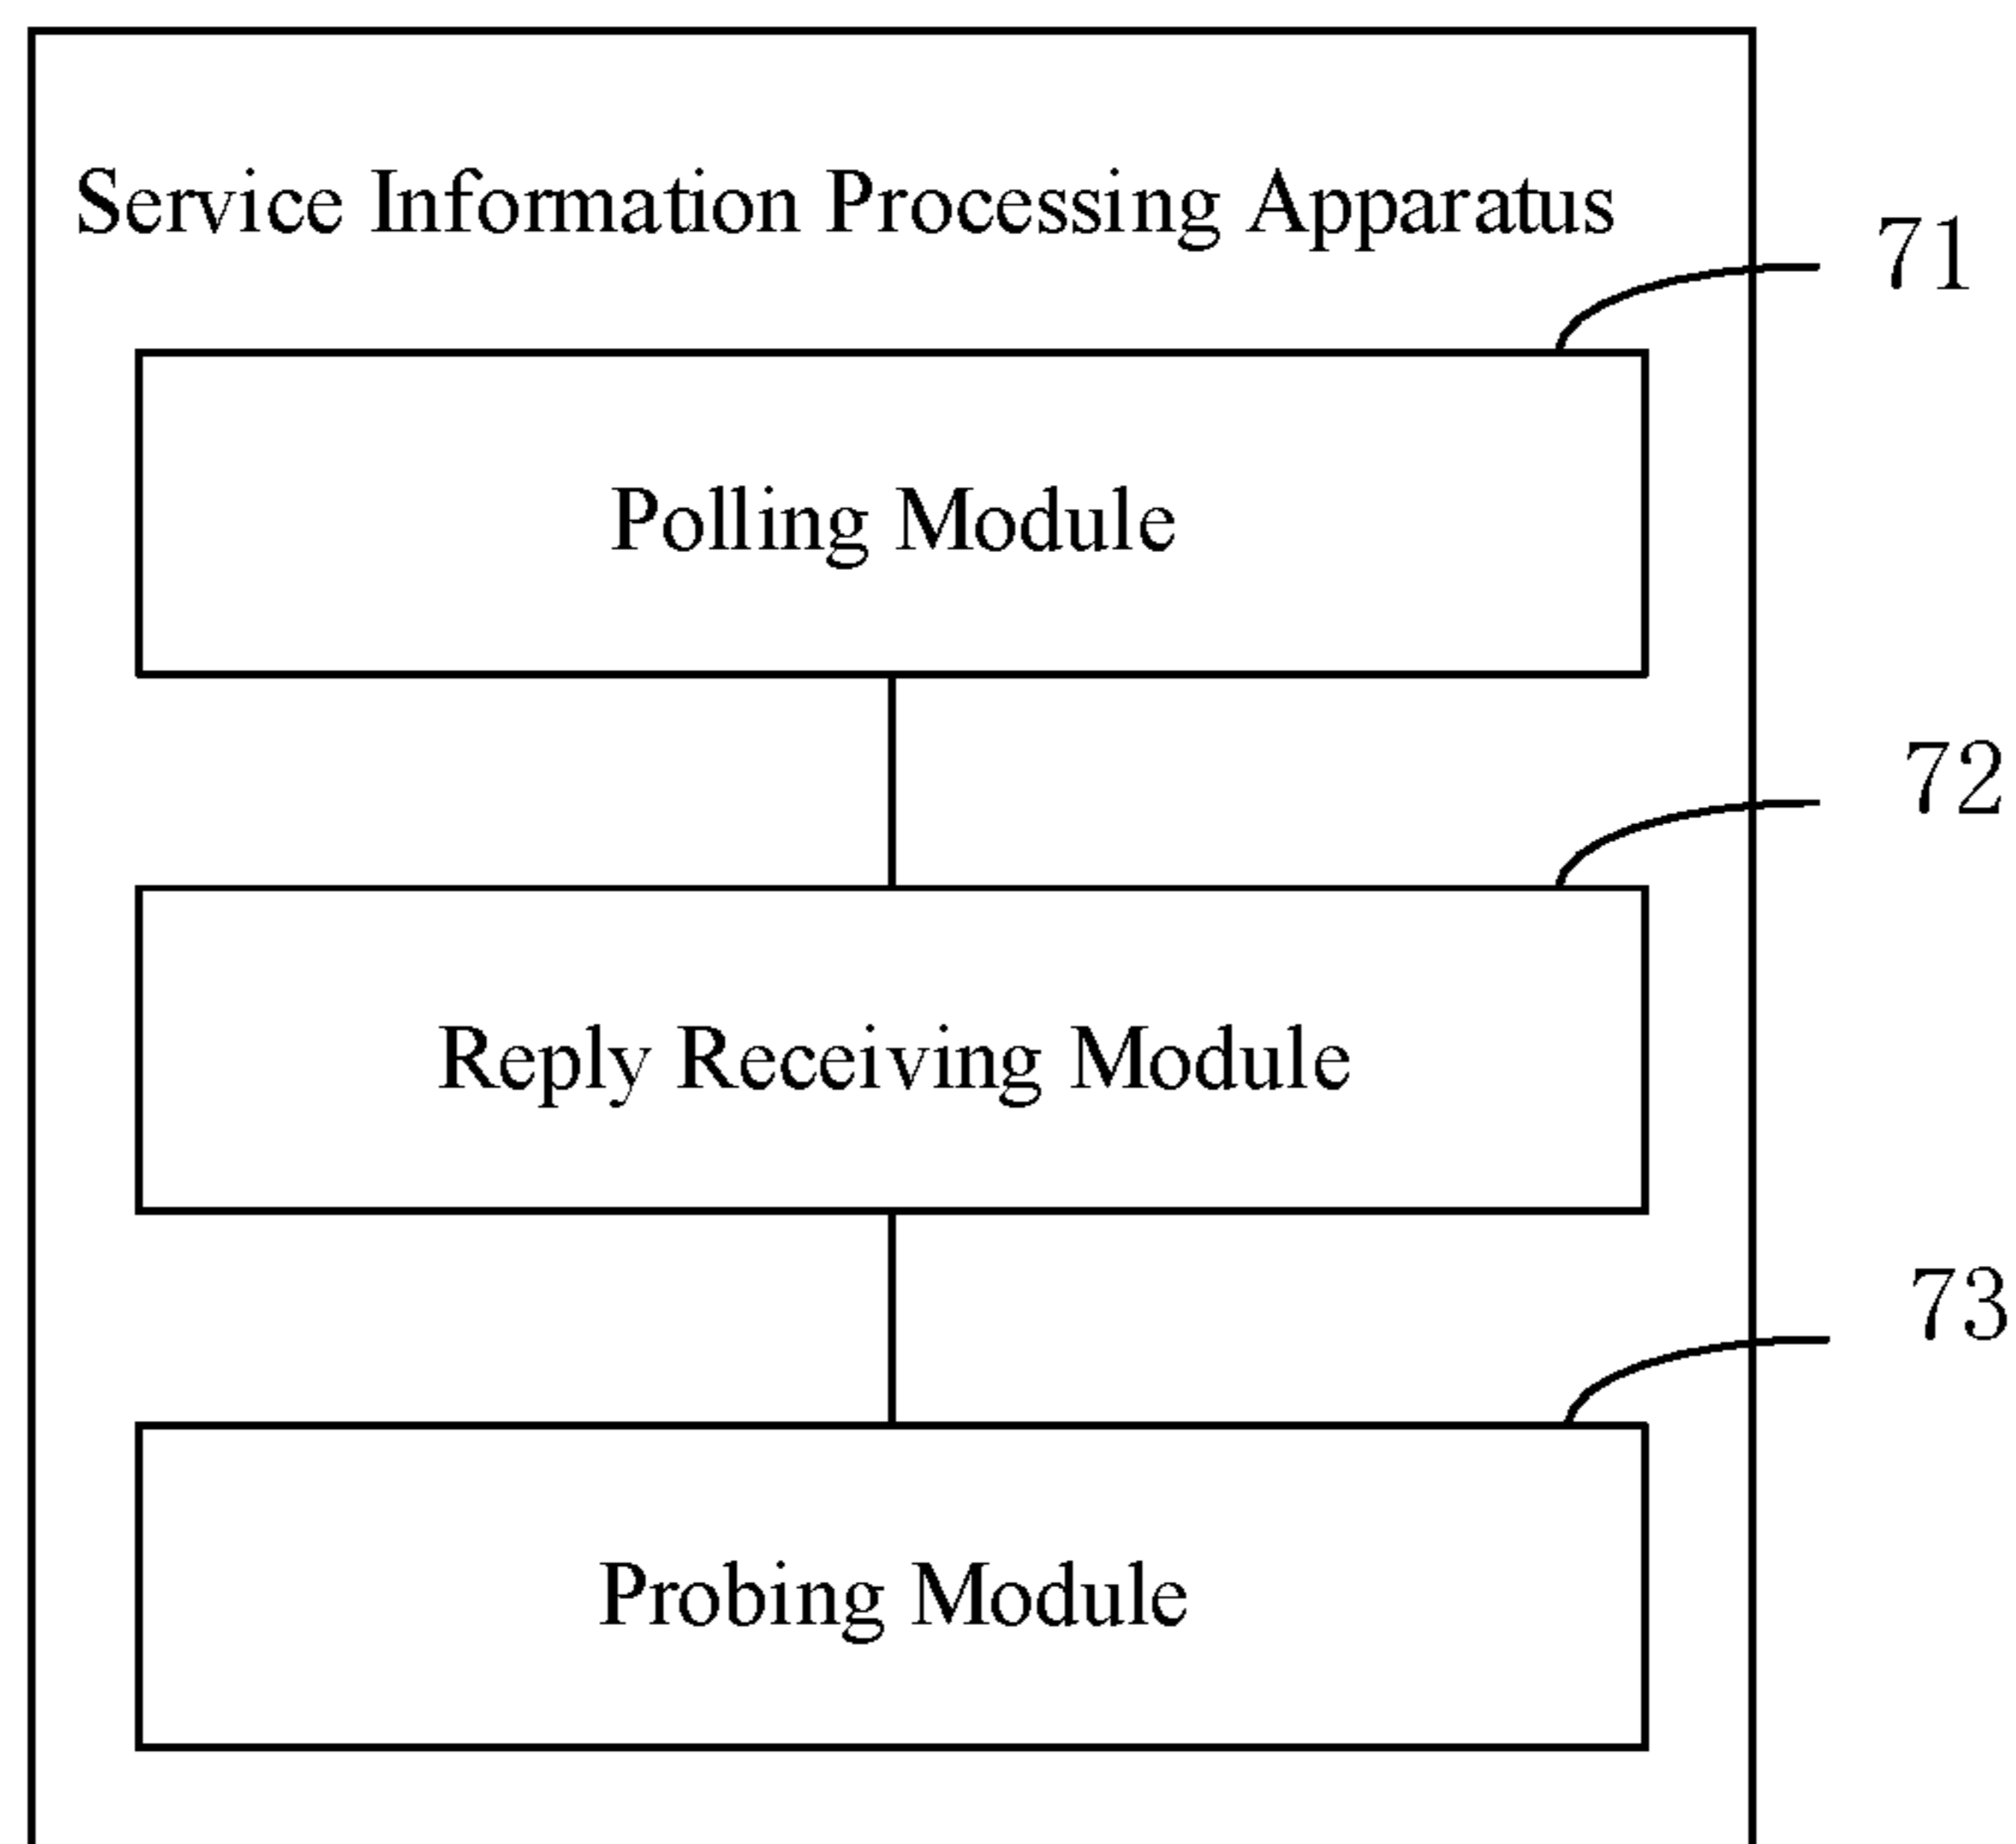 Service Information Processing Apparatus
71
Polling Module
72
Reply Receiving Module
73
Probing Module